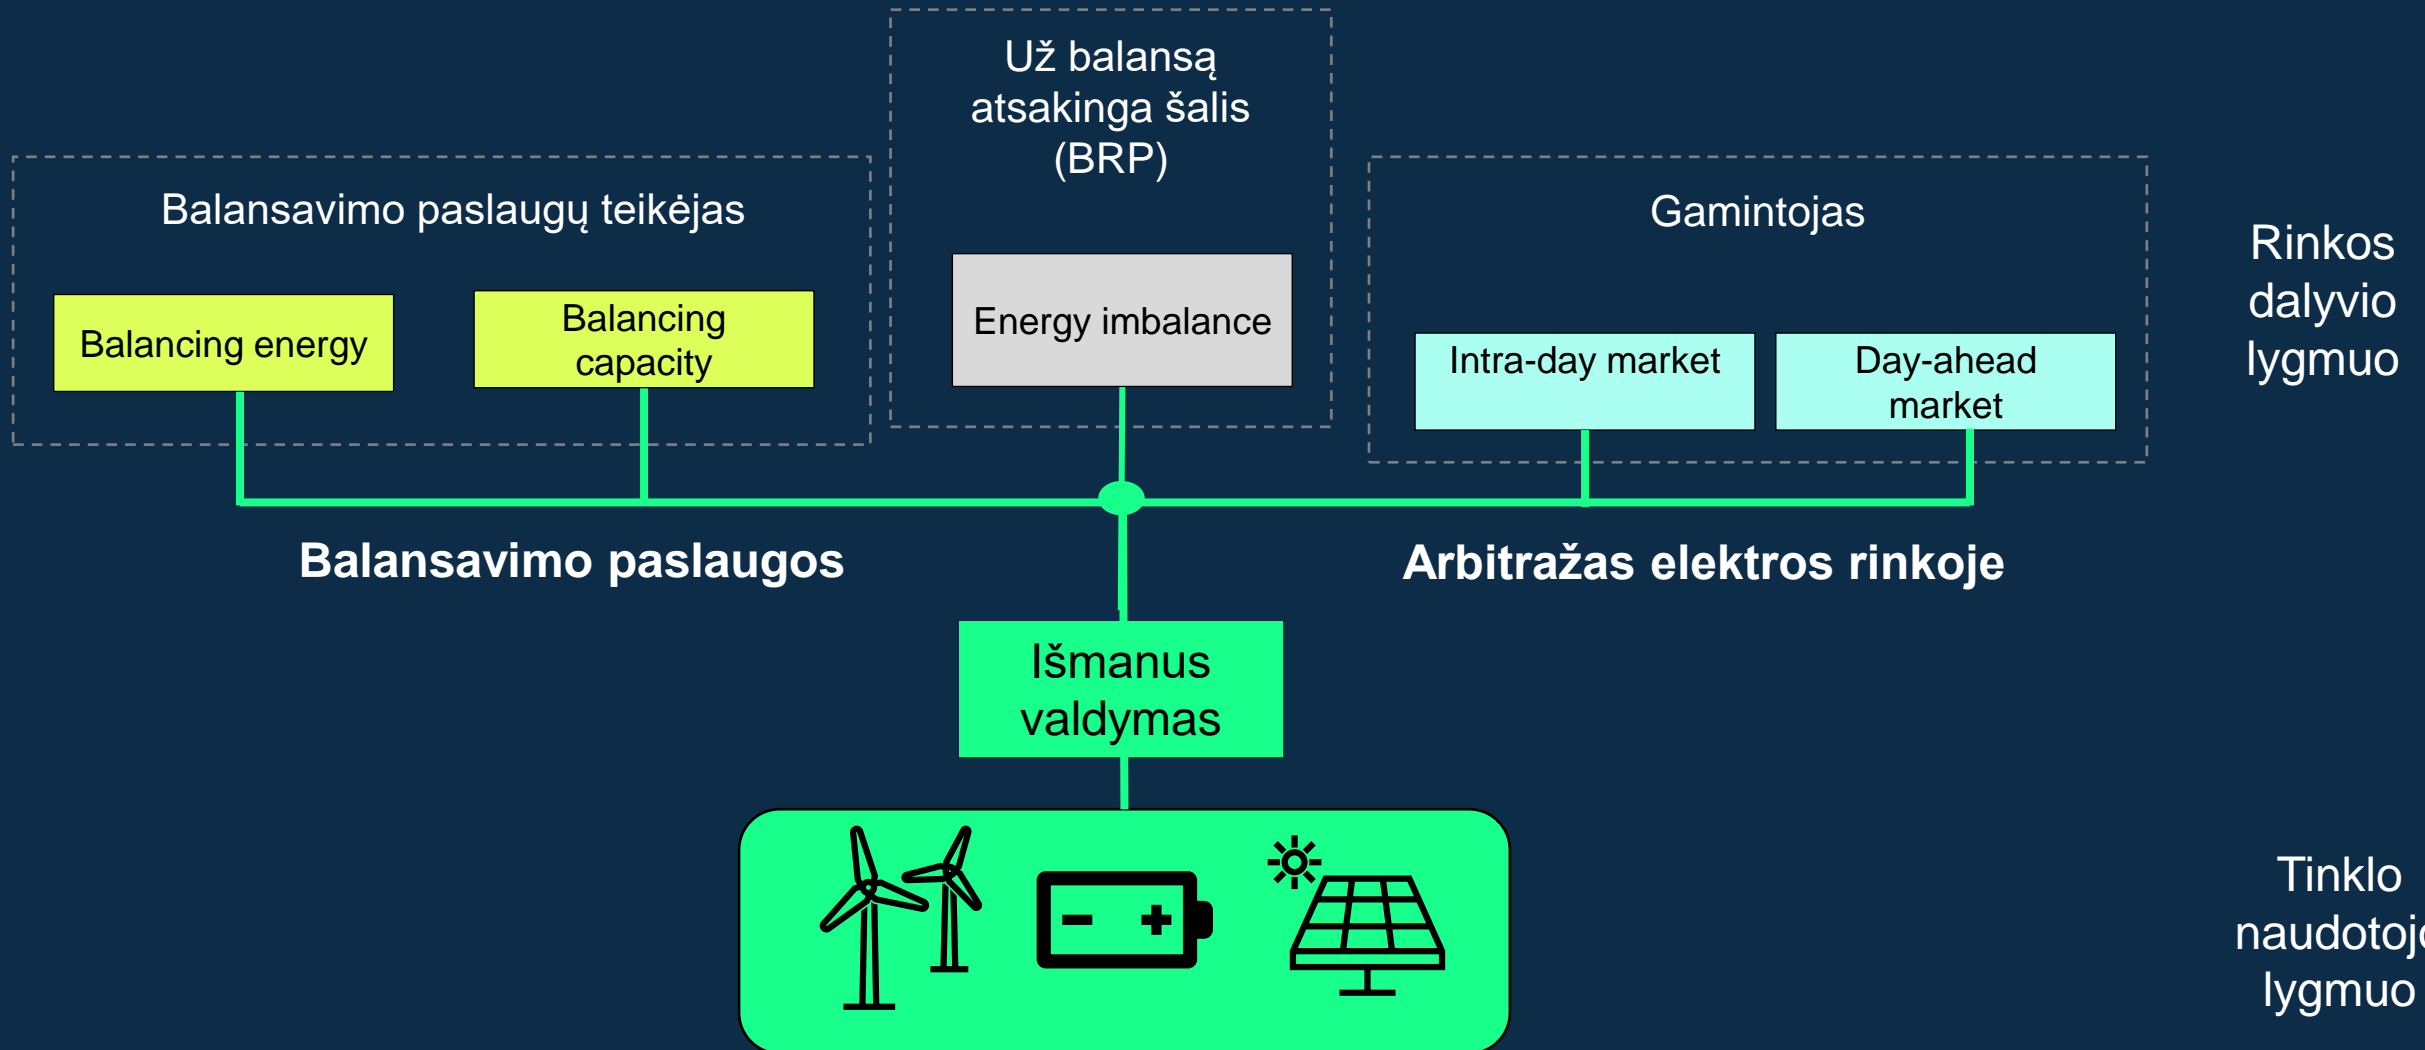 Už balansą
atsakinga šalis
(BRP)
Balansavimo paslaugų teikėjas
Gamintojas
Rinkos
dalyvio
lygmuo
Balancing energy
Balancing
capacity
Energy imbalance
Intra-day market
Day-ahead
market
Balansavimo paslaugos
Arbitražas elektros rinkoje
Išmanus
valdymas
Tinklo
naudotojo
lygmuo